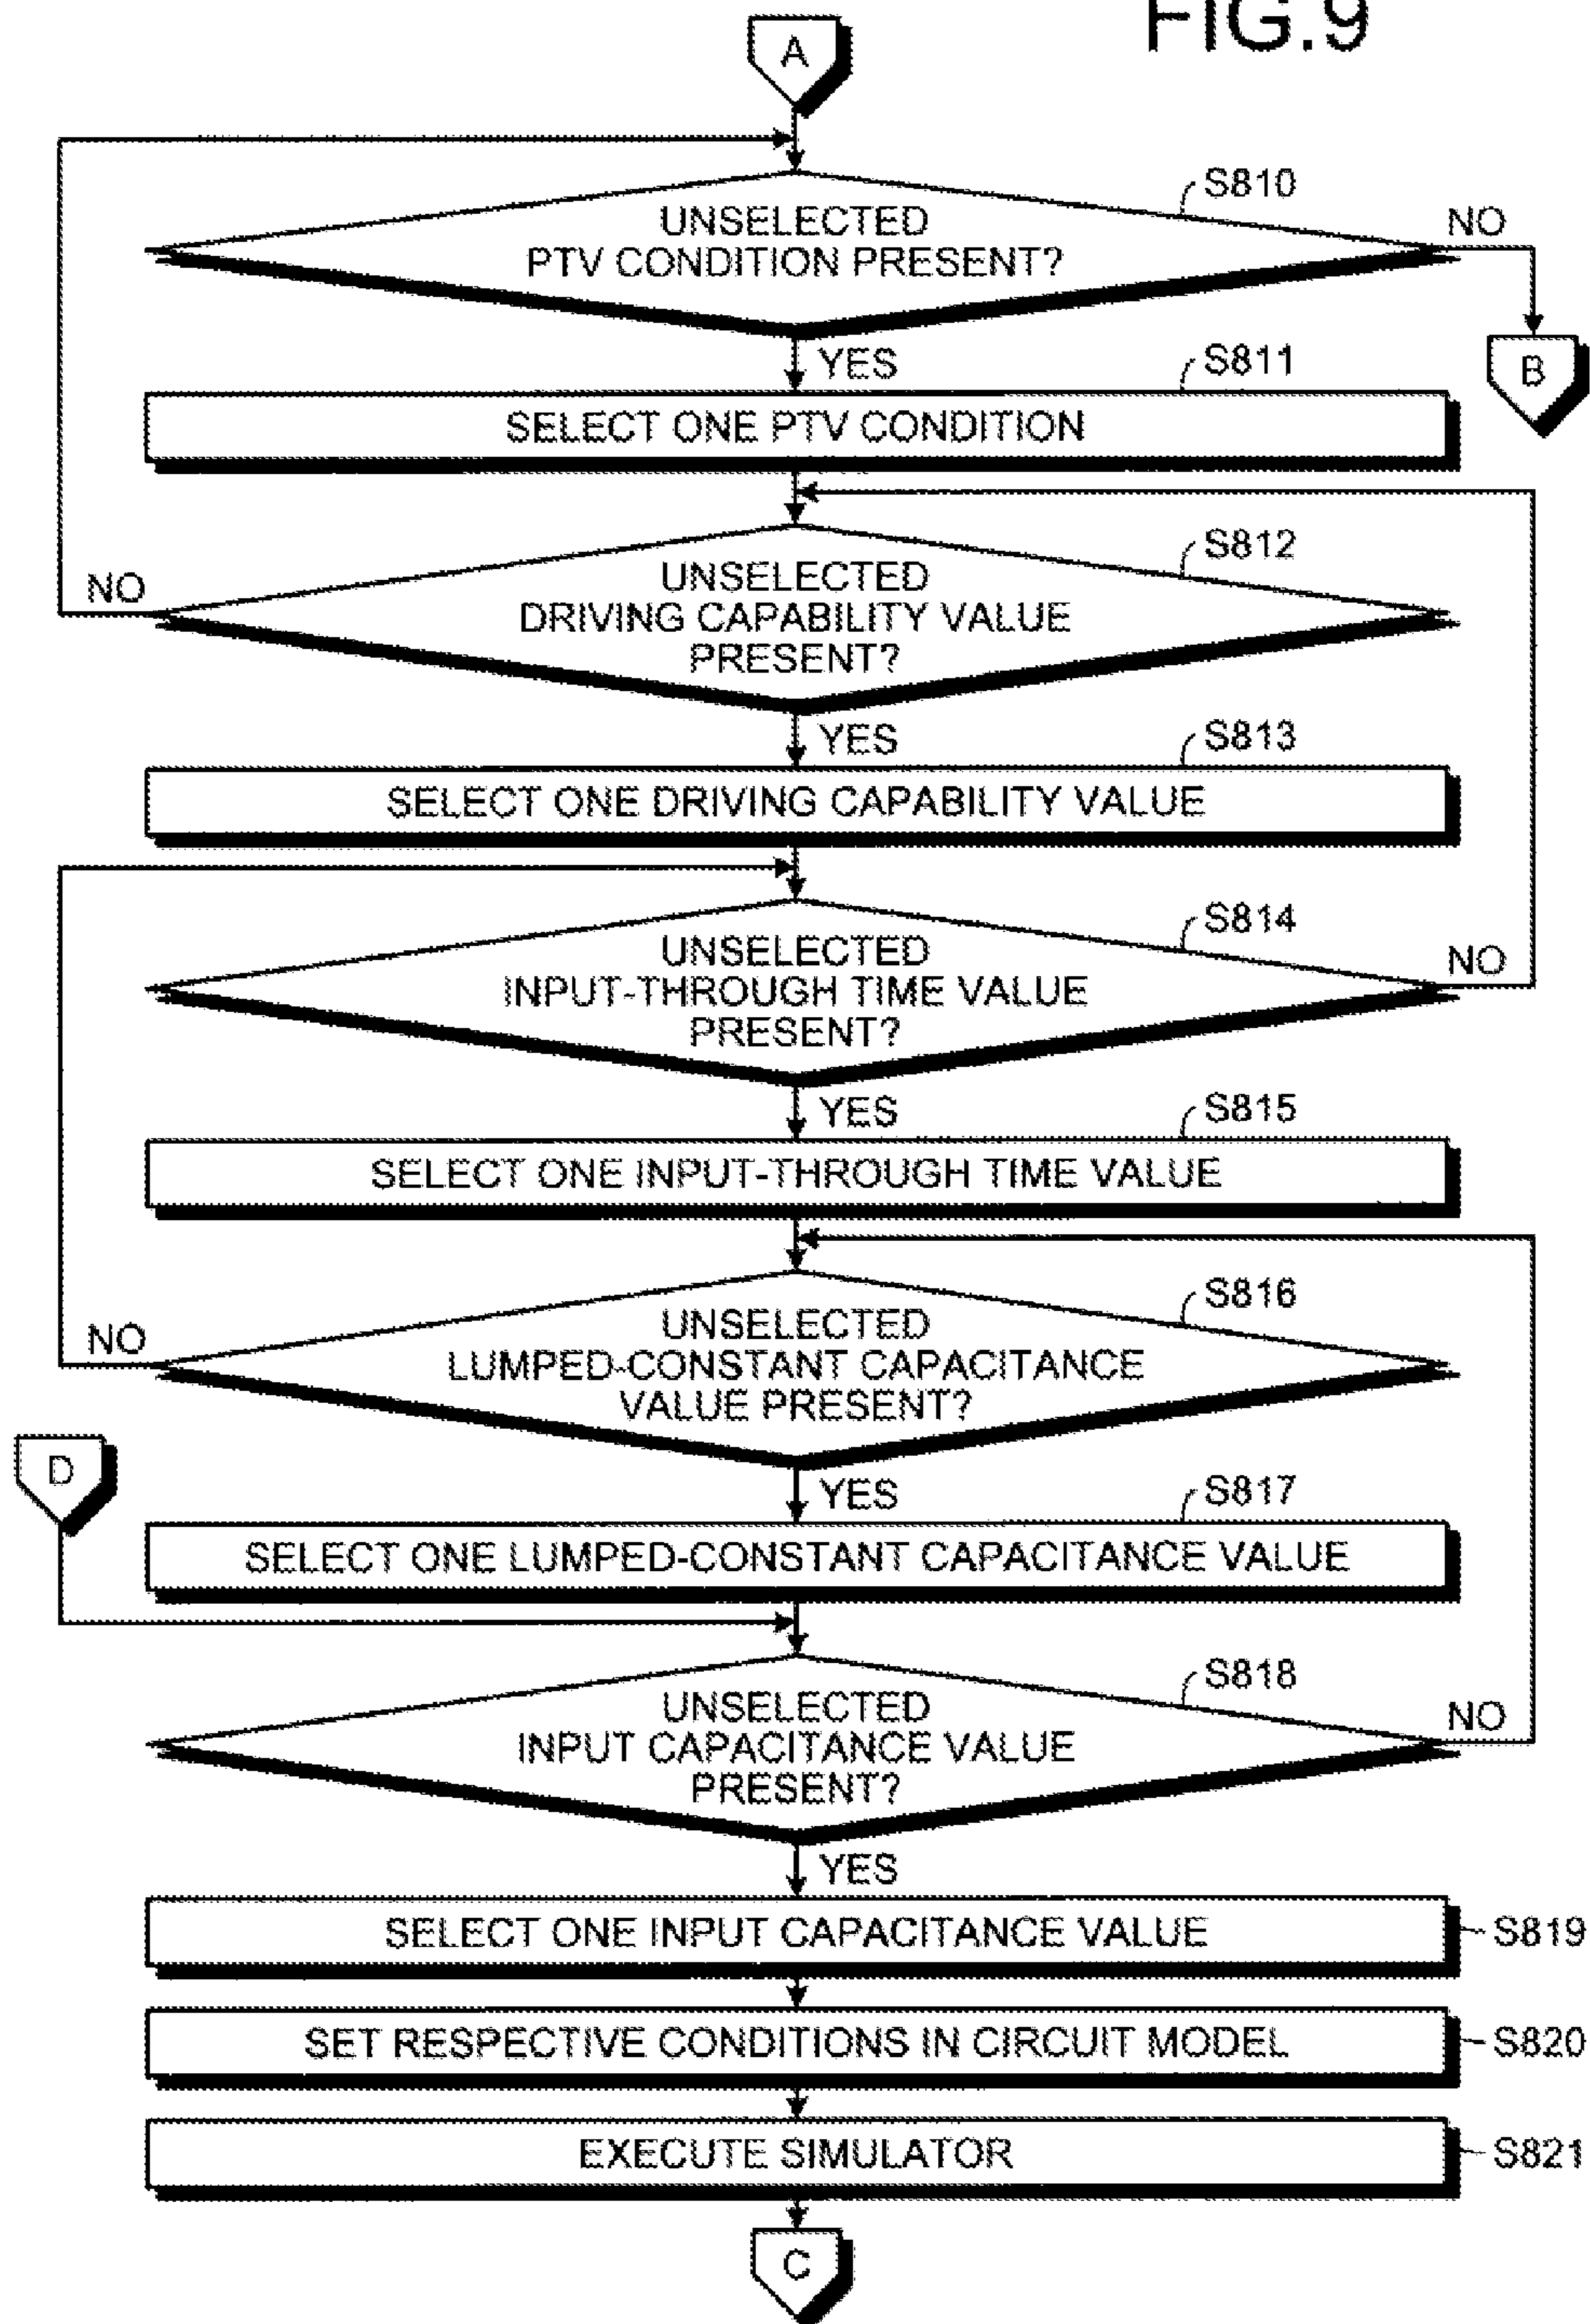 FIG.9
A
S810
UNSELECTED
PTV CONDITION PRESENT?
NO
B
YES
S811
SELECT ONE PTV CONDITION
S812
UNSELECTED
DRIVING CAPABILITY VALUE
PRESENT?
NO
YES
S813
SELECT ONE DRIVING CAPABILITY VALUE
S814
UNSELECTED
INPUT-THROUGH TIME VALUE
PRESENT?
NO
YES
S815
SELECT ONE INPUT-THROUGH TIME VALUE
S816
UNSELECTED
LUMPED-CONSTANT CAPACITANCE
VALUE PRESENT?
NO
D
YES
S817
SELECT ONE LUMPED-CONSTANT CAPACITANCE VALUE
S818
UNSELECTED
INPUT CAPACITANCE VALUE
PRESENT?
NO
YES
SELECT ONE INPUT CAPACITANCE VALUE
S819
SET RESPECTIVE CONDITIONS IN CIRCUIT MODEL
S820
EXECUTE SIMULATOR
S821
C